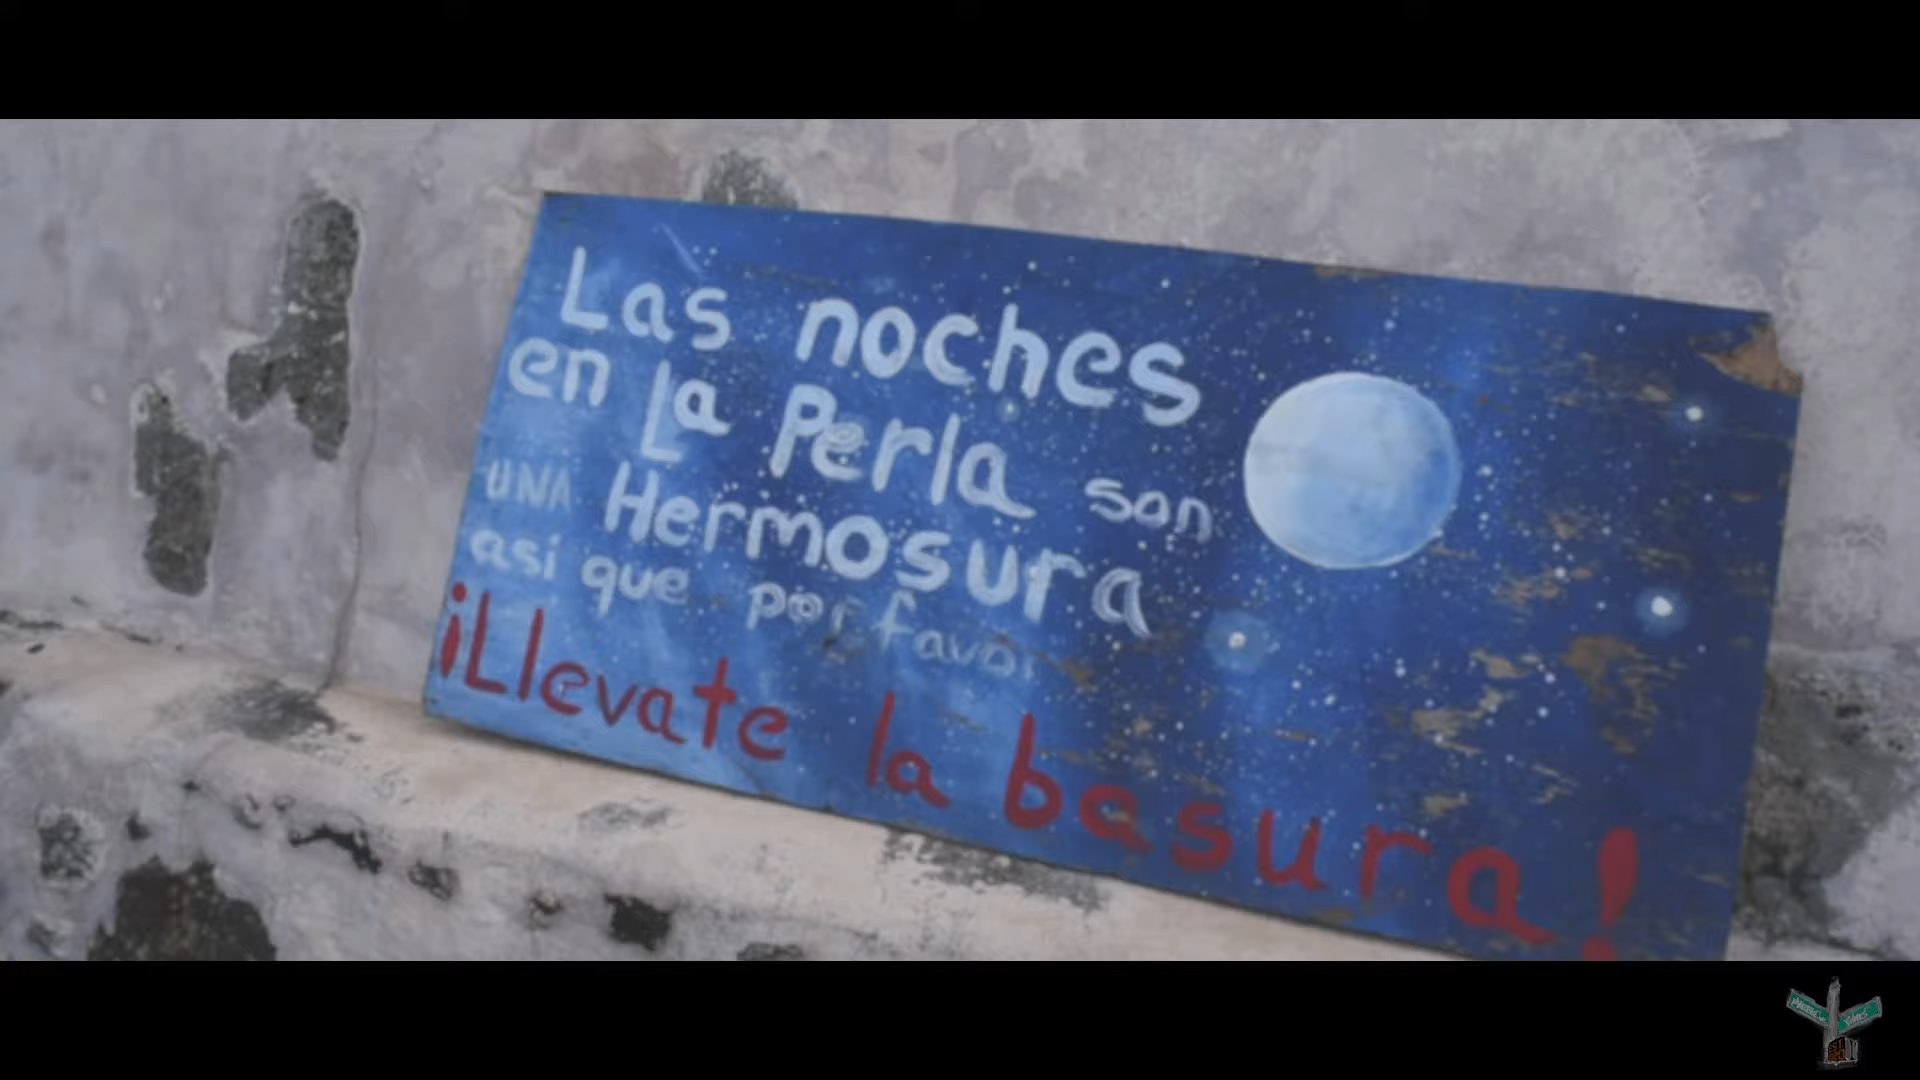 Las noches
en La Perla son
UNA Hermosura
así que por favor
¡Llevate la basura!